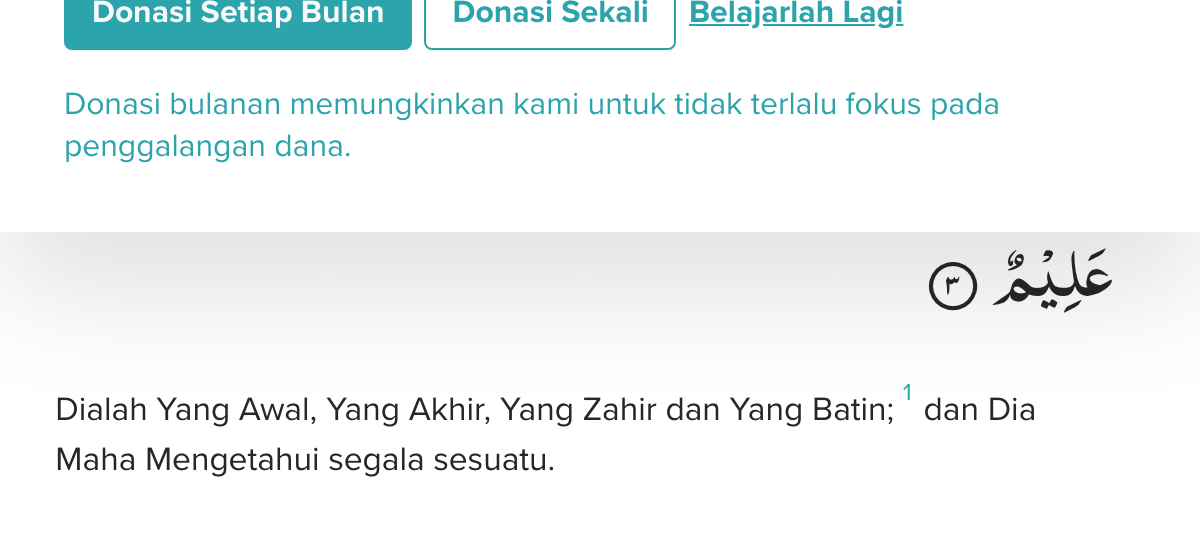 Donasi Setiap Bulan Donasi Sekali Belajarlah Lagi
Donasi bulanan memungkinkan kami untuk tidak terlalu fokus pada
penggalangan dana.
عَلِيْمٌ ٣
Dialah Yang Awal, Yang Akhir, Yang Zahir dan Yang Batin; 1 dan Dia
Maha Mengetahui segala sesuatu.